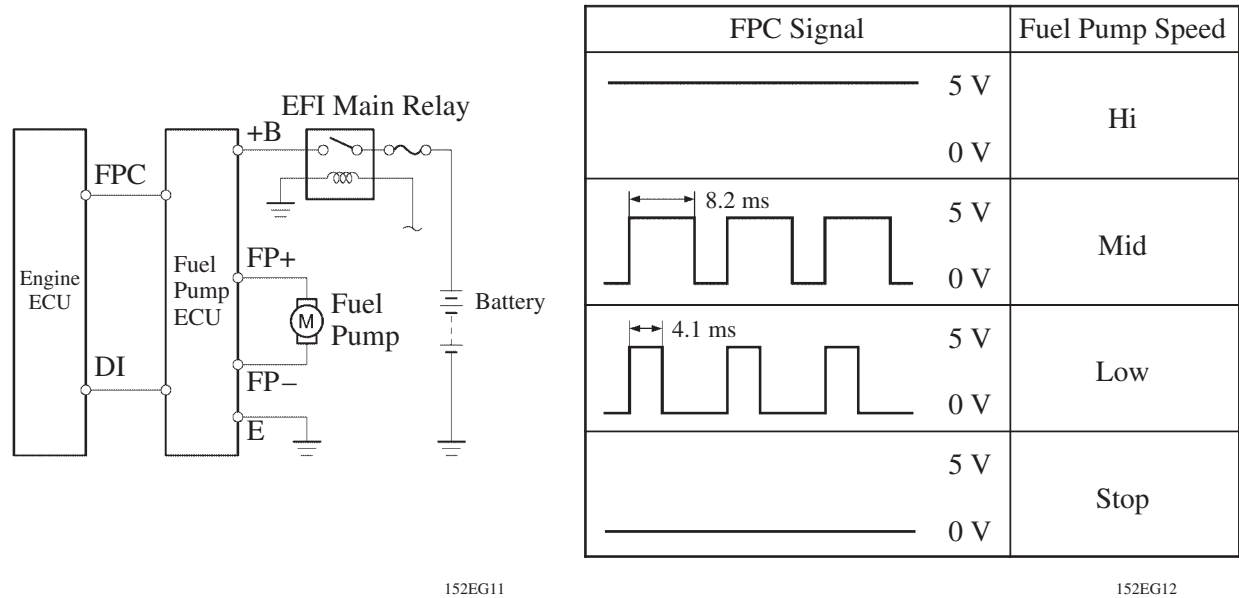 EFI Main Relay
+B
FPC
FP+
Engine
ECU
Fuel
Pump
ECU
M
Fuel
Pump
Battery
DI
FP−
E
152EG11
FPC Signal
Fuel Pump Speed
5 V
0 V
Hi
8.2 ms
5 V
0 V
Mid
4.1 ms
5 V
0 V
Low
5 V
0 V
Stop
152EG12